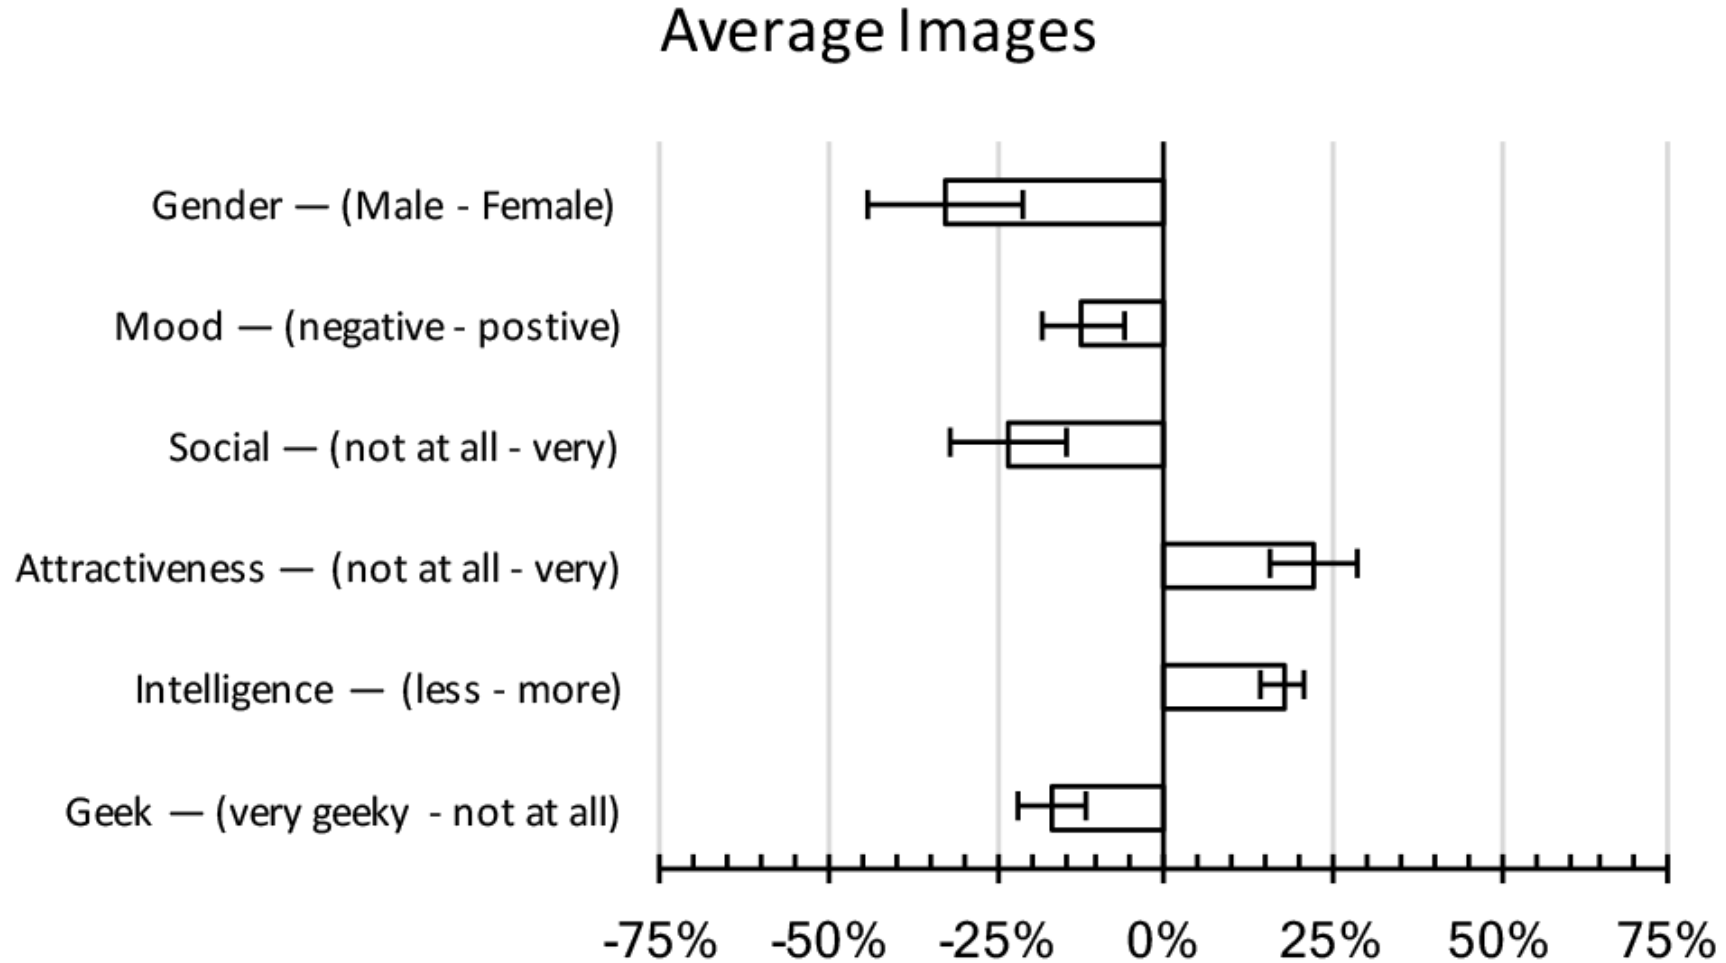 Average Images
Gender — (Male - Female)
Mood — (negative - postive)
Social — (not at all - very)
Attractiveness — (not at all - very)
Intelligence — (less - more)
Geek — (very geeky - not at all)
-75% -50% -25% 0% 25% 50% 75%